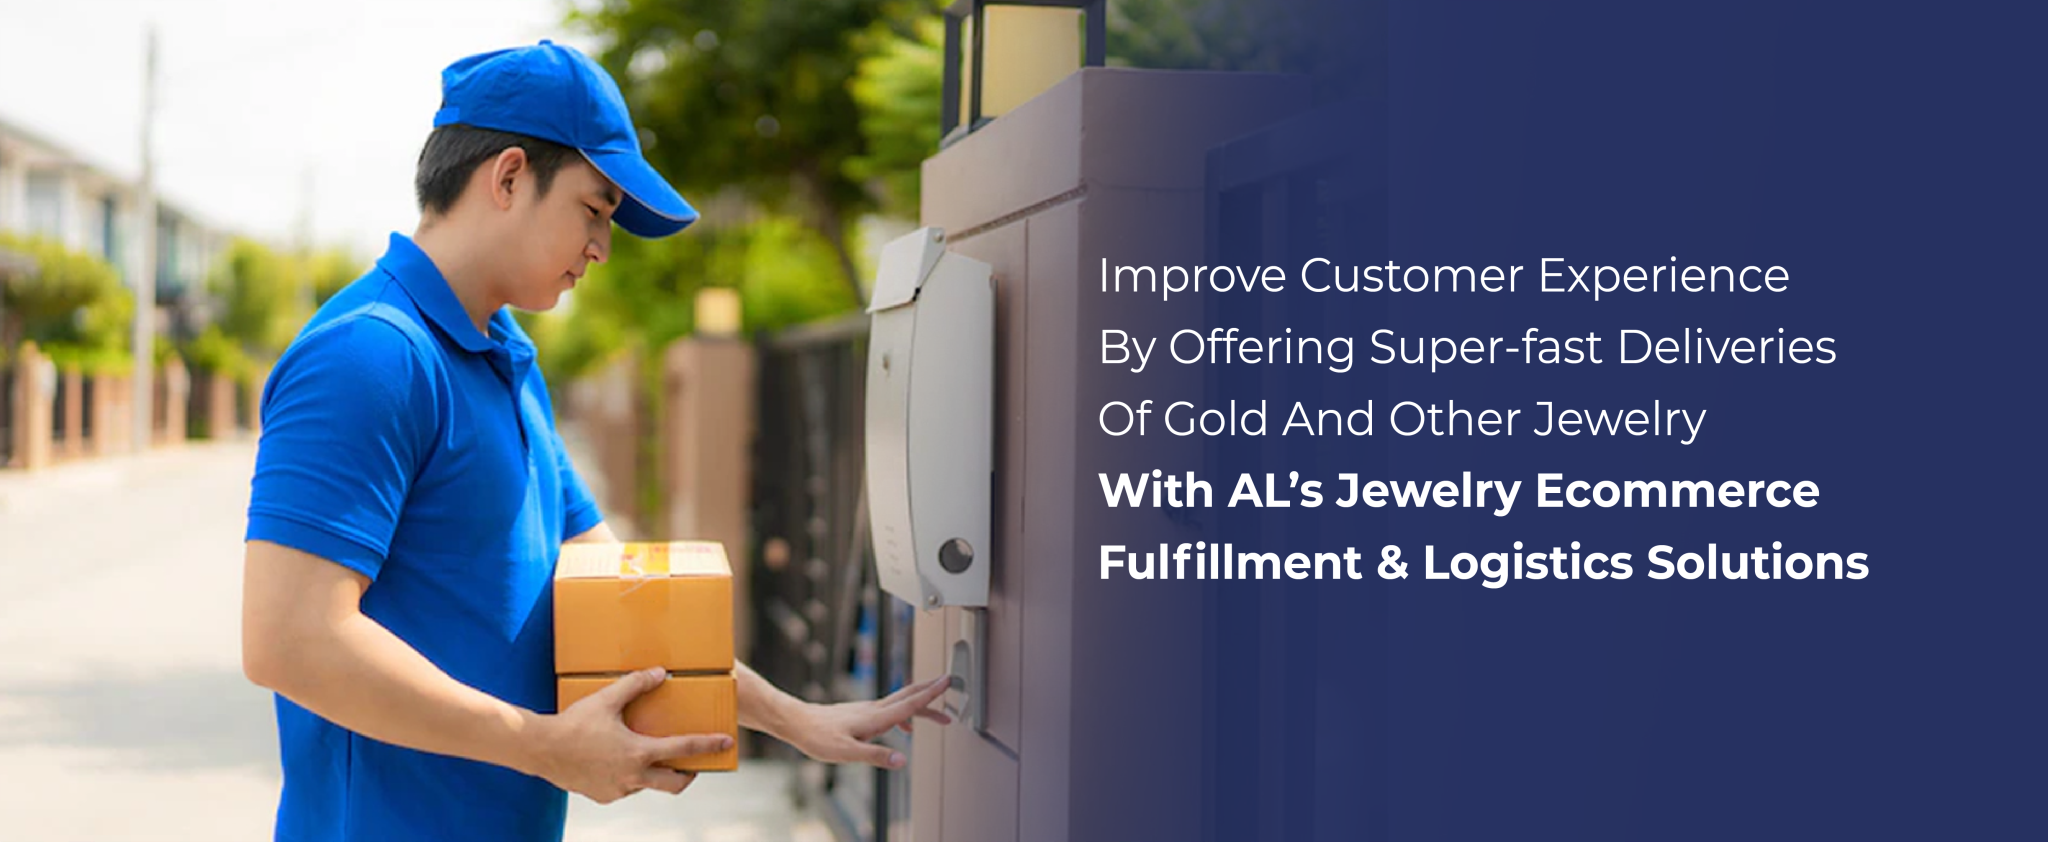 Improve Customer Experience
By Offering Super-fast Deliveries
Of Gold And Other Jewelry
With AL’s Jewelry Ecommerce
Fulfillment & Logistics Solutions